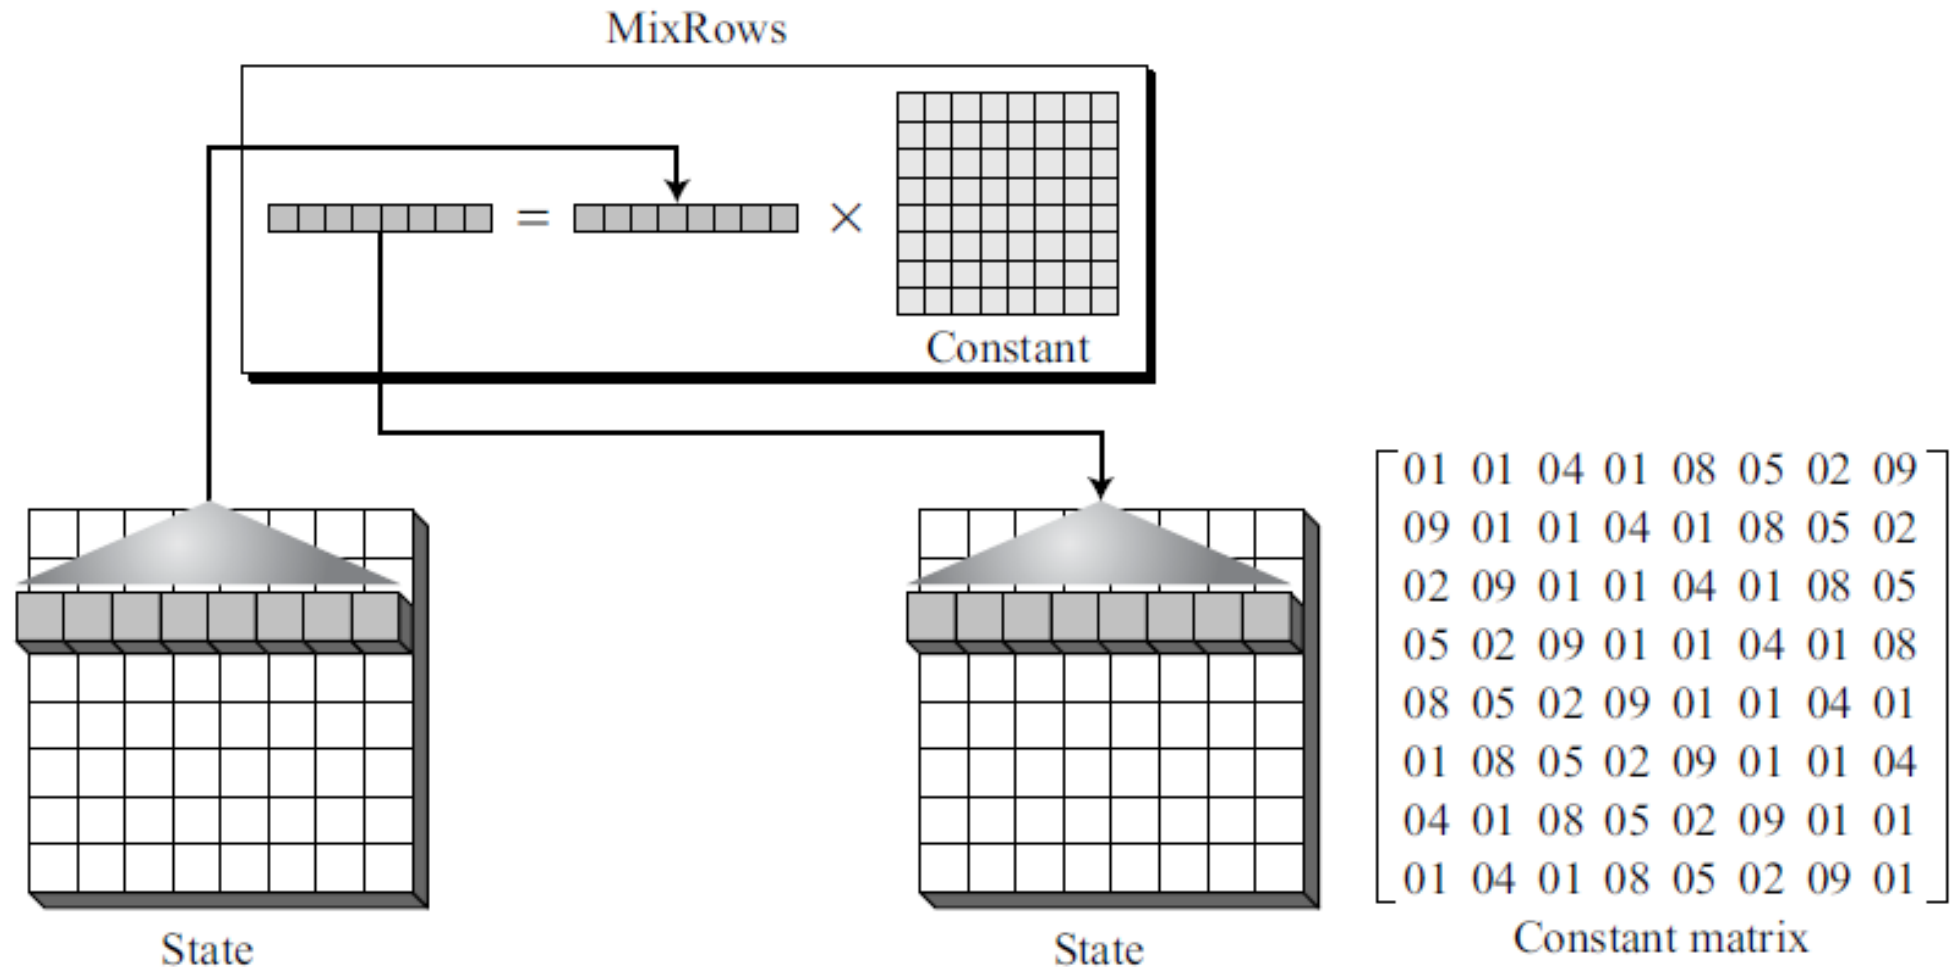 MixRows
=
×
Constant
01 01 04 01 08 05 02 09
09 01 01 04 01 08 05 02
02 09 01 01 04 01 08 05
05 02 09 01 01 04 01 08
08 05 02 09 01 01 04 01
01 08 05 02 09 01 01 04
04 01 08 05 02 09 01 01
01 04 01 08 05 02 09 01
State
State
Constant matrix